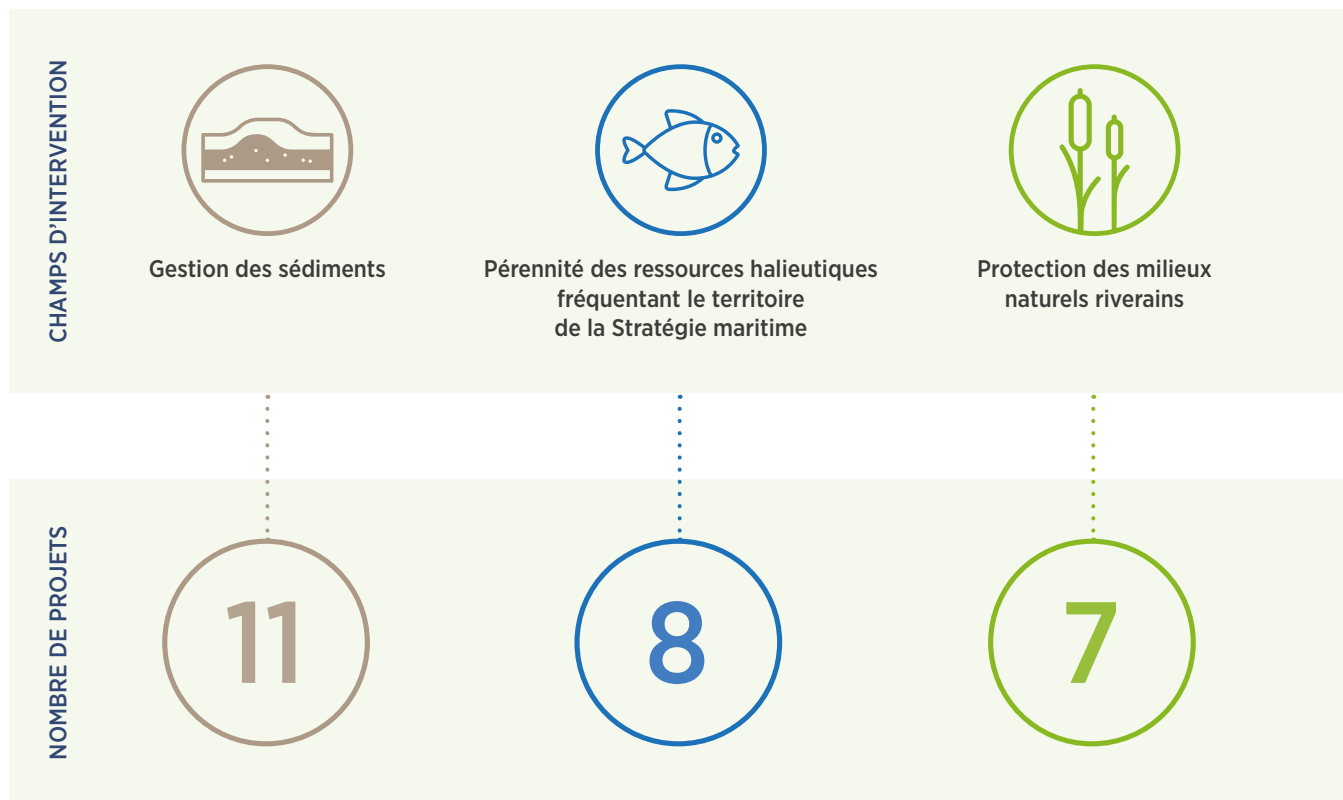 CHAMPS D'INTERVENTION
Gestion des sédiments
Pérennité des ressources halieutiques
fréquentant le territoire
de la Stratégie maritime
Protection des milieux
naturels riverains
NOMBRE DE PROJETS
11
8
7